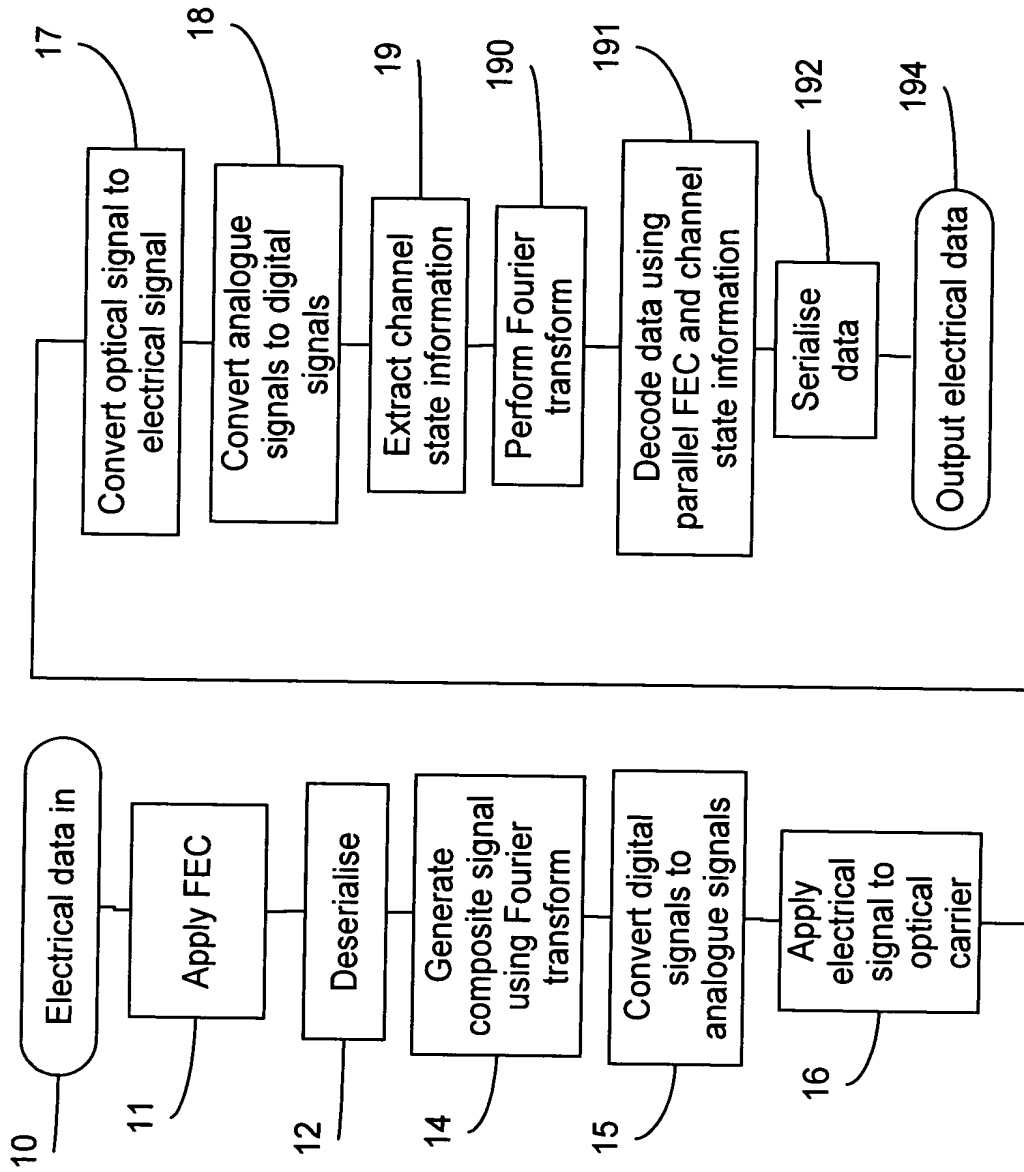 10
Electrical data in
11
Apply FEC
12
Deserialise
14
Generate
composite signal
using Fourier
transform
15
Convert digital
signals to
analogue signals
16
Apply
electrical
signal to
optical
carrier
17
Convert optical signal to
electrical signal
18
Convert analogue
signals to digital
signals
19
Extract channel
state information
190
Perform Fourier
transform
191
Decode data using
parallel FEC and channel
state information
192
Serialise
data
194
Output electrical data